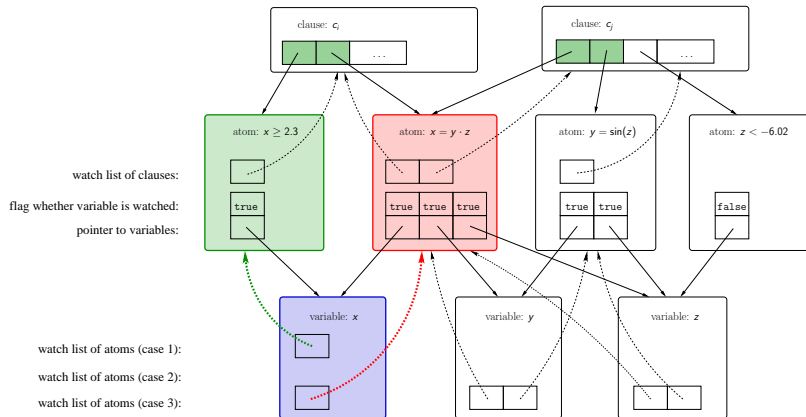 clause: c_i
clause: c_j
...
...
atom: x ≥ 2.3
atom: x = y · z
atom: y = sin(z)
atom: z < −6.02
watch list of clauses:
flag whether variable is watched:
true
true
true
true
true
true
false
pointer to variables:
variable: x
variable: y
variable: z
watch list of atoms (case 1):
watch list of atoms (case 2):
watch list of atoms (case 3):